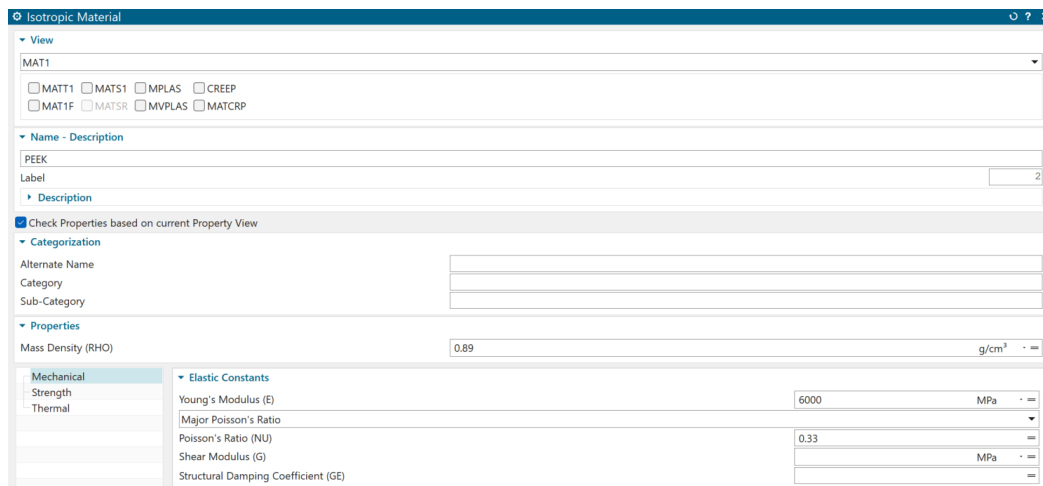 Isotropic Material ?
View
MAT1
MATT1 MATS1 MPLAS CREEP
MAT1F MATSR MVPLAS MATCRP
Name - Description
PEEK
Label 2
Description
Check Properties based on current Property View
Categorization
Alternate Name
Category
Sub-Category
Properties
Mass Density (RHO) 0.89 g/cm³
Mechanical
Strength
Thermal
Elastic Constants
Young's Modulus (E) 6000 MPa
Major Poisson's Ratio
Poisson's Ratio (NU) 0.33
Shear Modulus (G) MPa
Structural Damping Coefficient (GE)